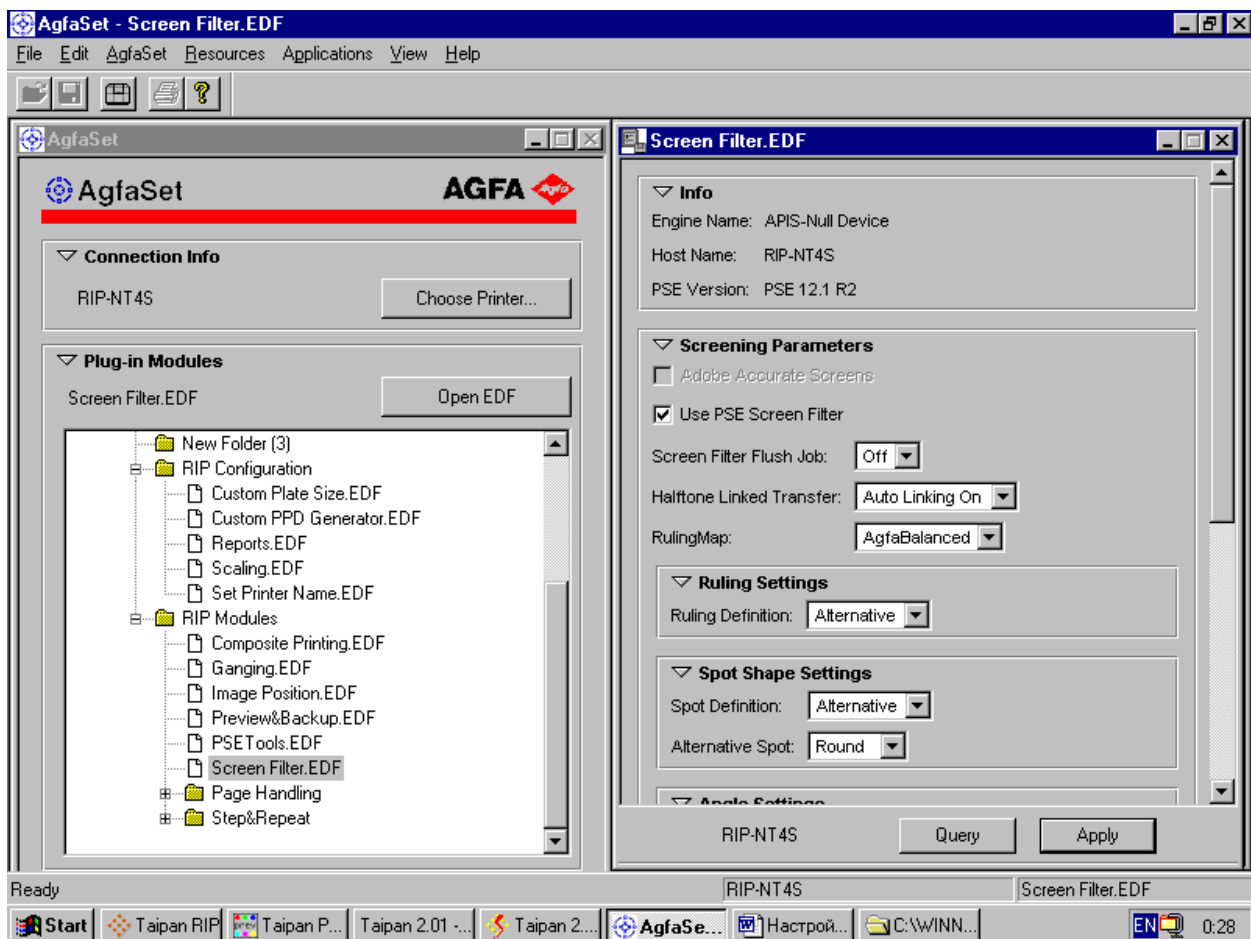 AgfaSet - Screen Filter.EDF
File Edit AgfaSet Resources Applications View Help
AgfaSet
AgfaSet AGFA
Connection Info
RIP-NT4S Choose Printer...
Plug-in Modules
Screen Filter.EDF Open EDF
New Folder (3)
RIP Configuration
Custom Plate Size.EDF
Custom PPD Generator.EDF
Reports.EDF
Scaling.EDF
Set Printer Name.EDF
RIP Modules
Composite Printing.EDF
Ganging.EDF
Image Position.EDF
Preview&Backup.EDF
PSETools.EDF
Screen Filter.EDF
Page Handling
Step&Repeat
Screen Filter.EDF
Info
Engine Name: APIS-Null Device
Host Name: RIP-NT4S
PSE Version: PSE 12.1 R2
Screening Parameters
Adobe Accurate Screens
Use PSE Screen Filter
Screen Filter Flush Job: Off
Halftone Linked Transfer: Auto Linking On
RulingMap: AgfaBalanced
Ruling Settings
Ruling Definition: Alternative
Spot Shape Settings
Spot Definition: Alternative
Alternative Spot: Round
Angle Settings
RIP-NT4S Query Apply
Ready RIP-NT4S Screen Filter.EDF
Start Taipan RIP Taipan P... Taipan 2.01 -... Taipan 2.... AgfaSe... Настрой... C:\WINN... EN 0:28